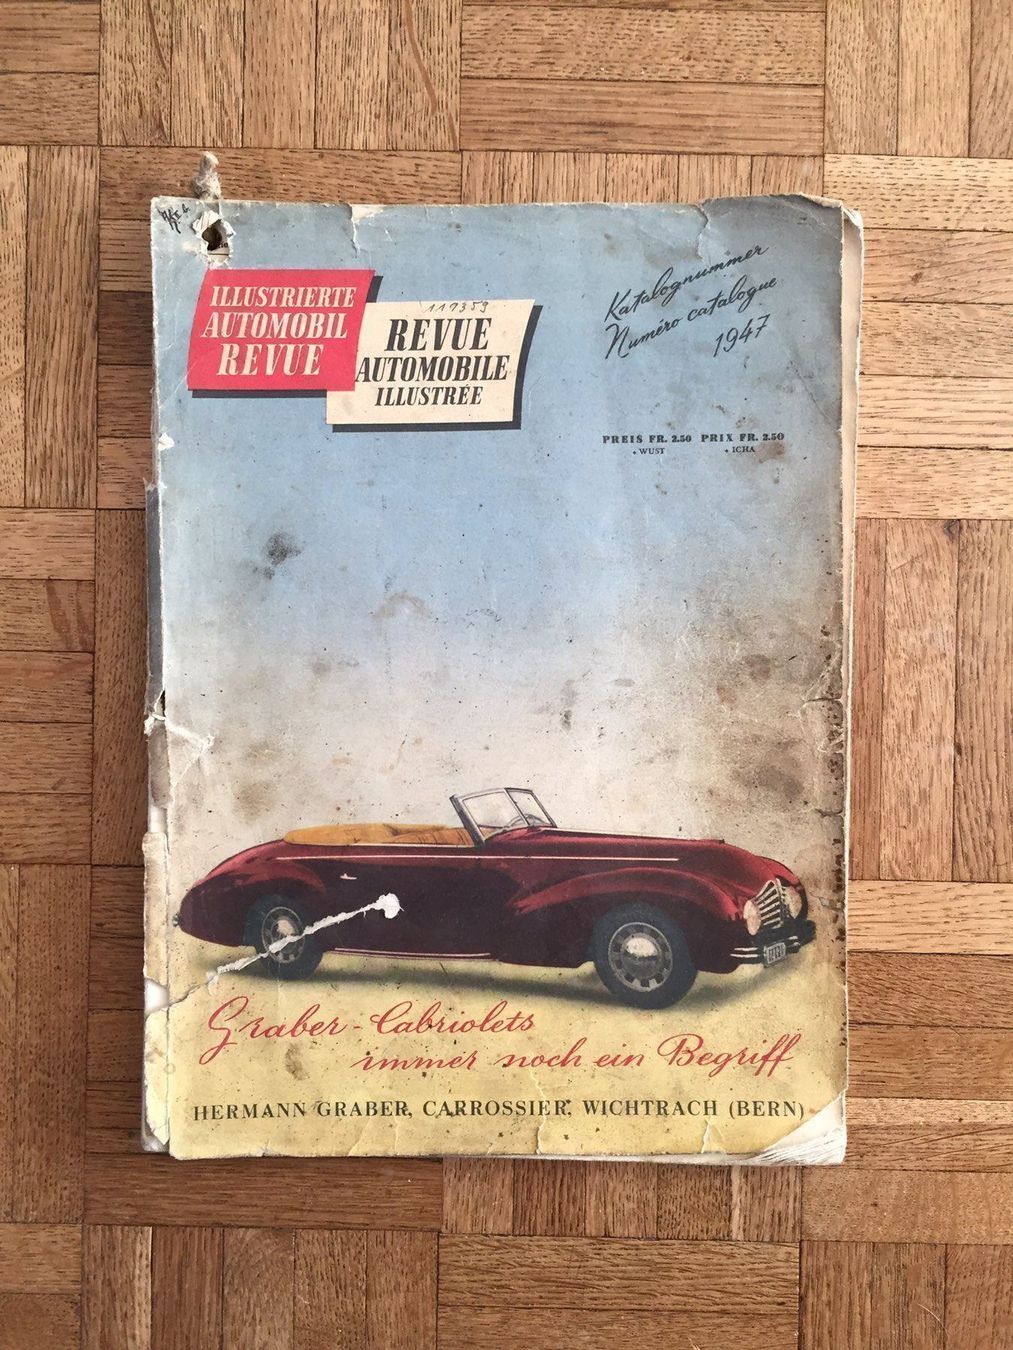 ILLUSTRIERTE
AUTOMOBIL
REVUE
117359
REVUE
AUTOMOBILE
ILLUSTRÉE
Katalognummer
Numéro catalogue
1947
PREIS FR. 2.50 PRIX FR. 2.50
+ WUST + ICHA
Graber-Cabriolets
immer noch ein Begriff
HERMANN GRABER, CARROSSIER, WICHTRACH (BERN)